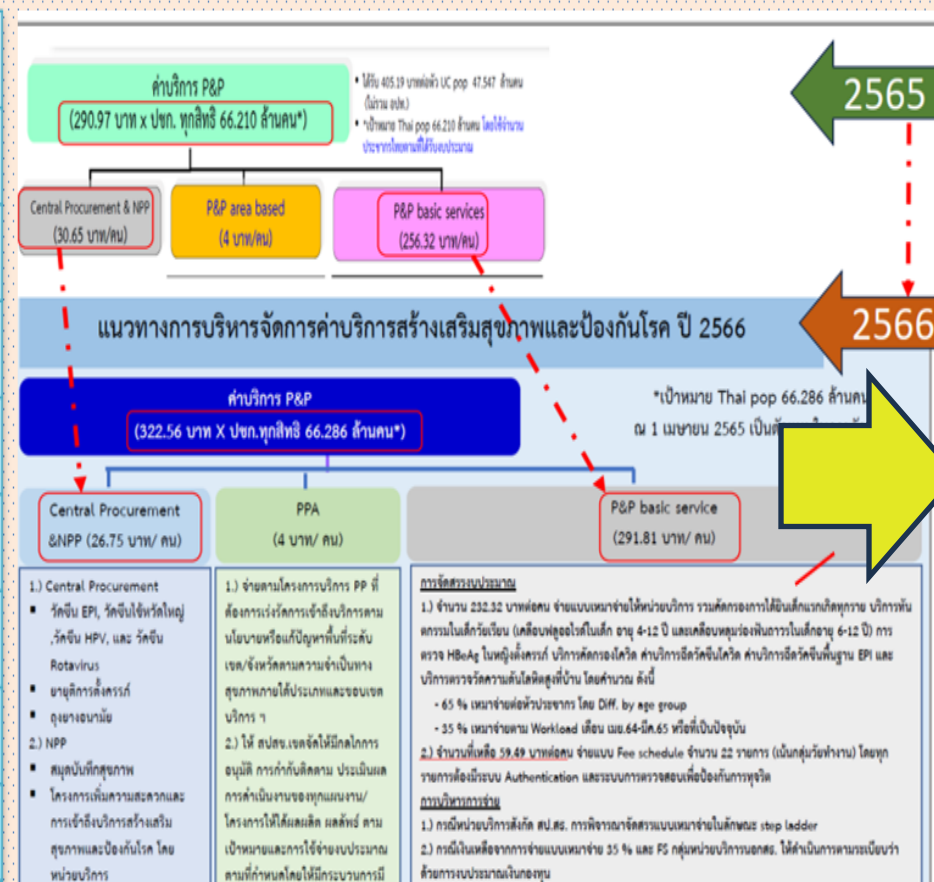 ค่าบริการ P&P
(290.97 บาท x ปชก. ทุกสิทธิ 66.210 ล้านคน*)
• ได้รับ 405.19 บาทต่อหัว UC pop 47.547 ล้านคน
(ไม่รวม อปท.)
• *เป้าหมาย Thai pop 66.210 ล้านคน โดยใช้จำนวน
ประชากรไทยตามที่ได้รับงบประมาณ
2565
Central Procurement & NPP
(30.65 บาท/คน)
P&P area based
(4 บาท/คน)
P&P basic services
(256.32 บาท/คน)
แนวทางการบริหารจัดการค่าบริการสร้างเสริมสุขภาพและป้องกันโรค ปี 2566
2566
ค่าบริการ P&P
(322.56 บาท X ปชก.ทุกสิทธิ 66.286 ล้านคน*)
*เป้าหมาย Thai pop 66.286 ล้านคน
ณ 1 เมษายน 2565
Central Procurement
&NPP (26.75 บาท/ คน)
PPA
(4 บาท/ คน)
P&P basic service
(291.81 บาท/ คน)
1.) Central Procurement
▪ วัคซีน EPI, วัคซีนไข้หวัดใหญ่
,วัคซีน HPV, และ วัคซีน
Rotavirus
▪ ยายุติการตั้งครรภ์
▪ ถุงยางอนามัย
2.) NPP
▪ สมุดบันทึกสุขภาพ
▪ โครงการเพิ่มความสะดวกและ
การเข้าถึงบริการสร้างเสริม
สุขภาพและป้องกันโรค โดย
หน่วยบริการ
1.) จ่ายตามโครงการบริการ PP ที่
ต้องการเร่งรัดการเข้าถึงบริการตาม
นโยบายหรือแก้ปัญหาพื้นที่ระดับ
เขต/จังหวัดตามความจำเป็นทาง
สุขภาพภายใต้ประเภทและขอบเขต
บริการ ฯ
2.) ให้ สปสช.เขตจัดให้มีกลไกการ
อนุมัติ การกำกับติดตาม ประเมินผล
การดำเนินงานของทุกแผนงาน/
โครงการให้ได้ผลผลิต ผลลัพธ์ ตาม
เป้าหมายและการใช้จ่ายงบประมาณ
ตามที่กำหนดโดยให้มีกระบวนการมี
การจัดสรรงบประมาณ
1.) จำนวน 232.32 บาทต่อคน จ่ายแบบเหมาจ่ายให้หน่วยบริการ รวมคัดกรองการได้ยินเด็กแรกเกิดทุกราย บริการทัน
ตกรรมในเด็กวัยเรียน (เคลือบฟลูออไรด์ในเด็ก อายุ 4-12 ปี และเคลือบหลุมร่องฟันถาวรในเด็กอายุ 6-12 ปี) การ
ตรวจ HBeAg ในหญิงตั้งครรภ์ บริการคัดกรองโควิด ค่าบริการฉีดวัคซีนโควิด ค่าบริการฉีดวัคซีนพื้นฐาน EPI และ
บริการตรวจวัดความดันโลหิตสูงที่บ้าน โดยคำนวณ ดังนี้
- 65 % เหมาจ่ายต่อหัวประชากร โดย Diff. by age group
- 35 % เหมาจ่ายตาม Workload เดือน เมย.64-มีค.65 หรือที่เป็นปัจจุบัน
2.) จำนวนที่เหลือ 59.49 บาทต่อคน จ่ายแบบ Fee schedule จำนวน 22 รายการ (เน้นกลุ่มวัยทำงาน) โดยทุก
รายการต้องมีระบบ Authentication และระบบการตรวจสอบเพื่อป้องกันการทุจริต
การบริหารการจ่าย
1.) กรณีหน่วยบริการสังกัด สป.สธ. การพิจารณาจัดสรรแบบเหมาจ่ายในลักษณะ step ladder
2.) กรณีเงินเหลือจากการจ่ายแบบเหมาจ่าย 35 % และ FS กลุ่มหน่วยบริการนอกสธ. ให้ดำเนินการตามระเบียบว่า
ด้วยการงบประมาณเงินกองทุน